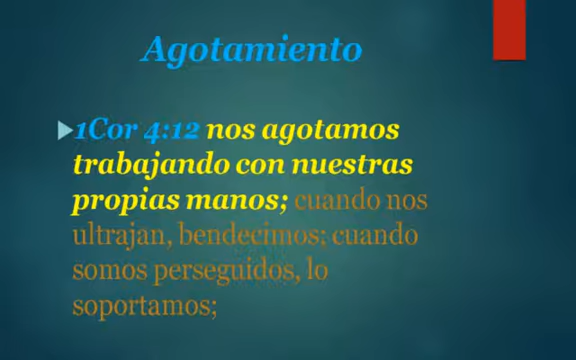 Agotamiento
1Cor 4:12 nos agotamos
trabajando con nuestras
propias manos; cuando nos
ultrajan, bendecimos; cuando
somos perseguidos, lo
soportamos;